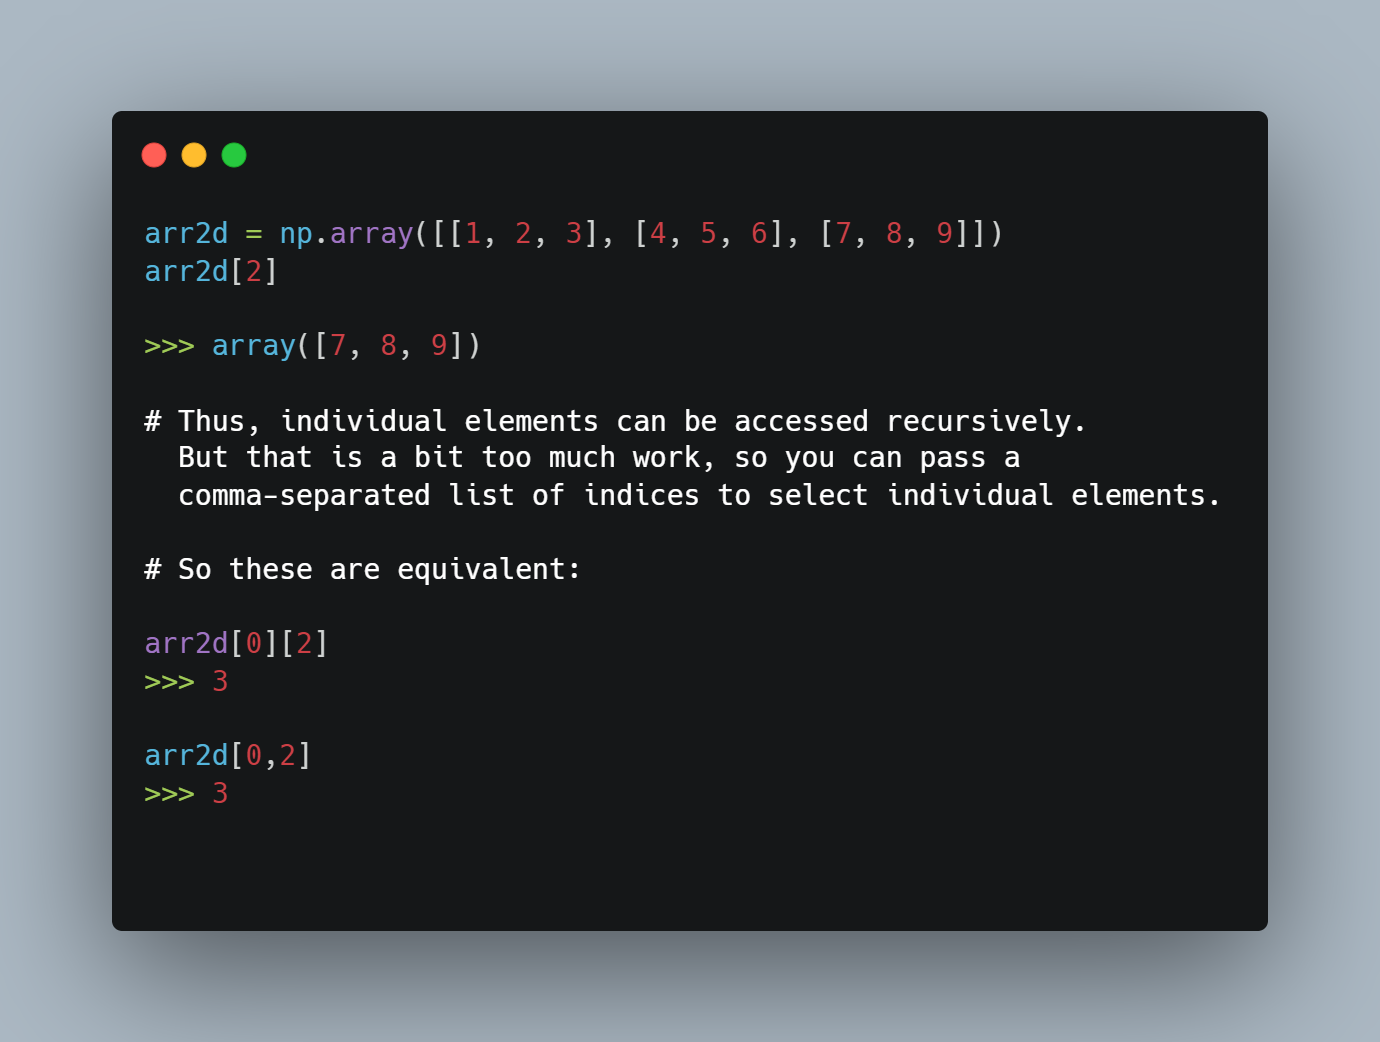 arr2d = np.array([[1, 2, 3], [4, 5, 6], [7, 8, 9]])
arr2d[2]
>>> array([7, 8, 9])
# Thus, individual elements can be accessed recursively.
But that is a bit too much work, so you can pass a
comma-separated list of indices to select individual elements.
# So these are equivalent:
arr2d[0][2]
>>> 3
arr2d[0,2]
>>> 3